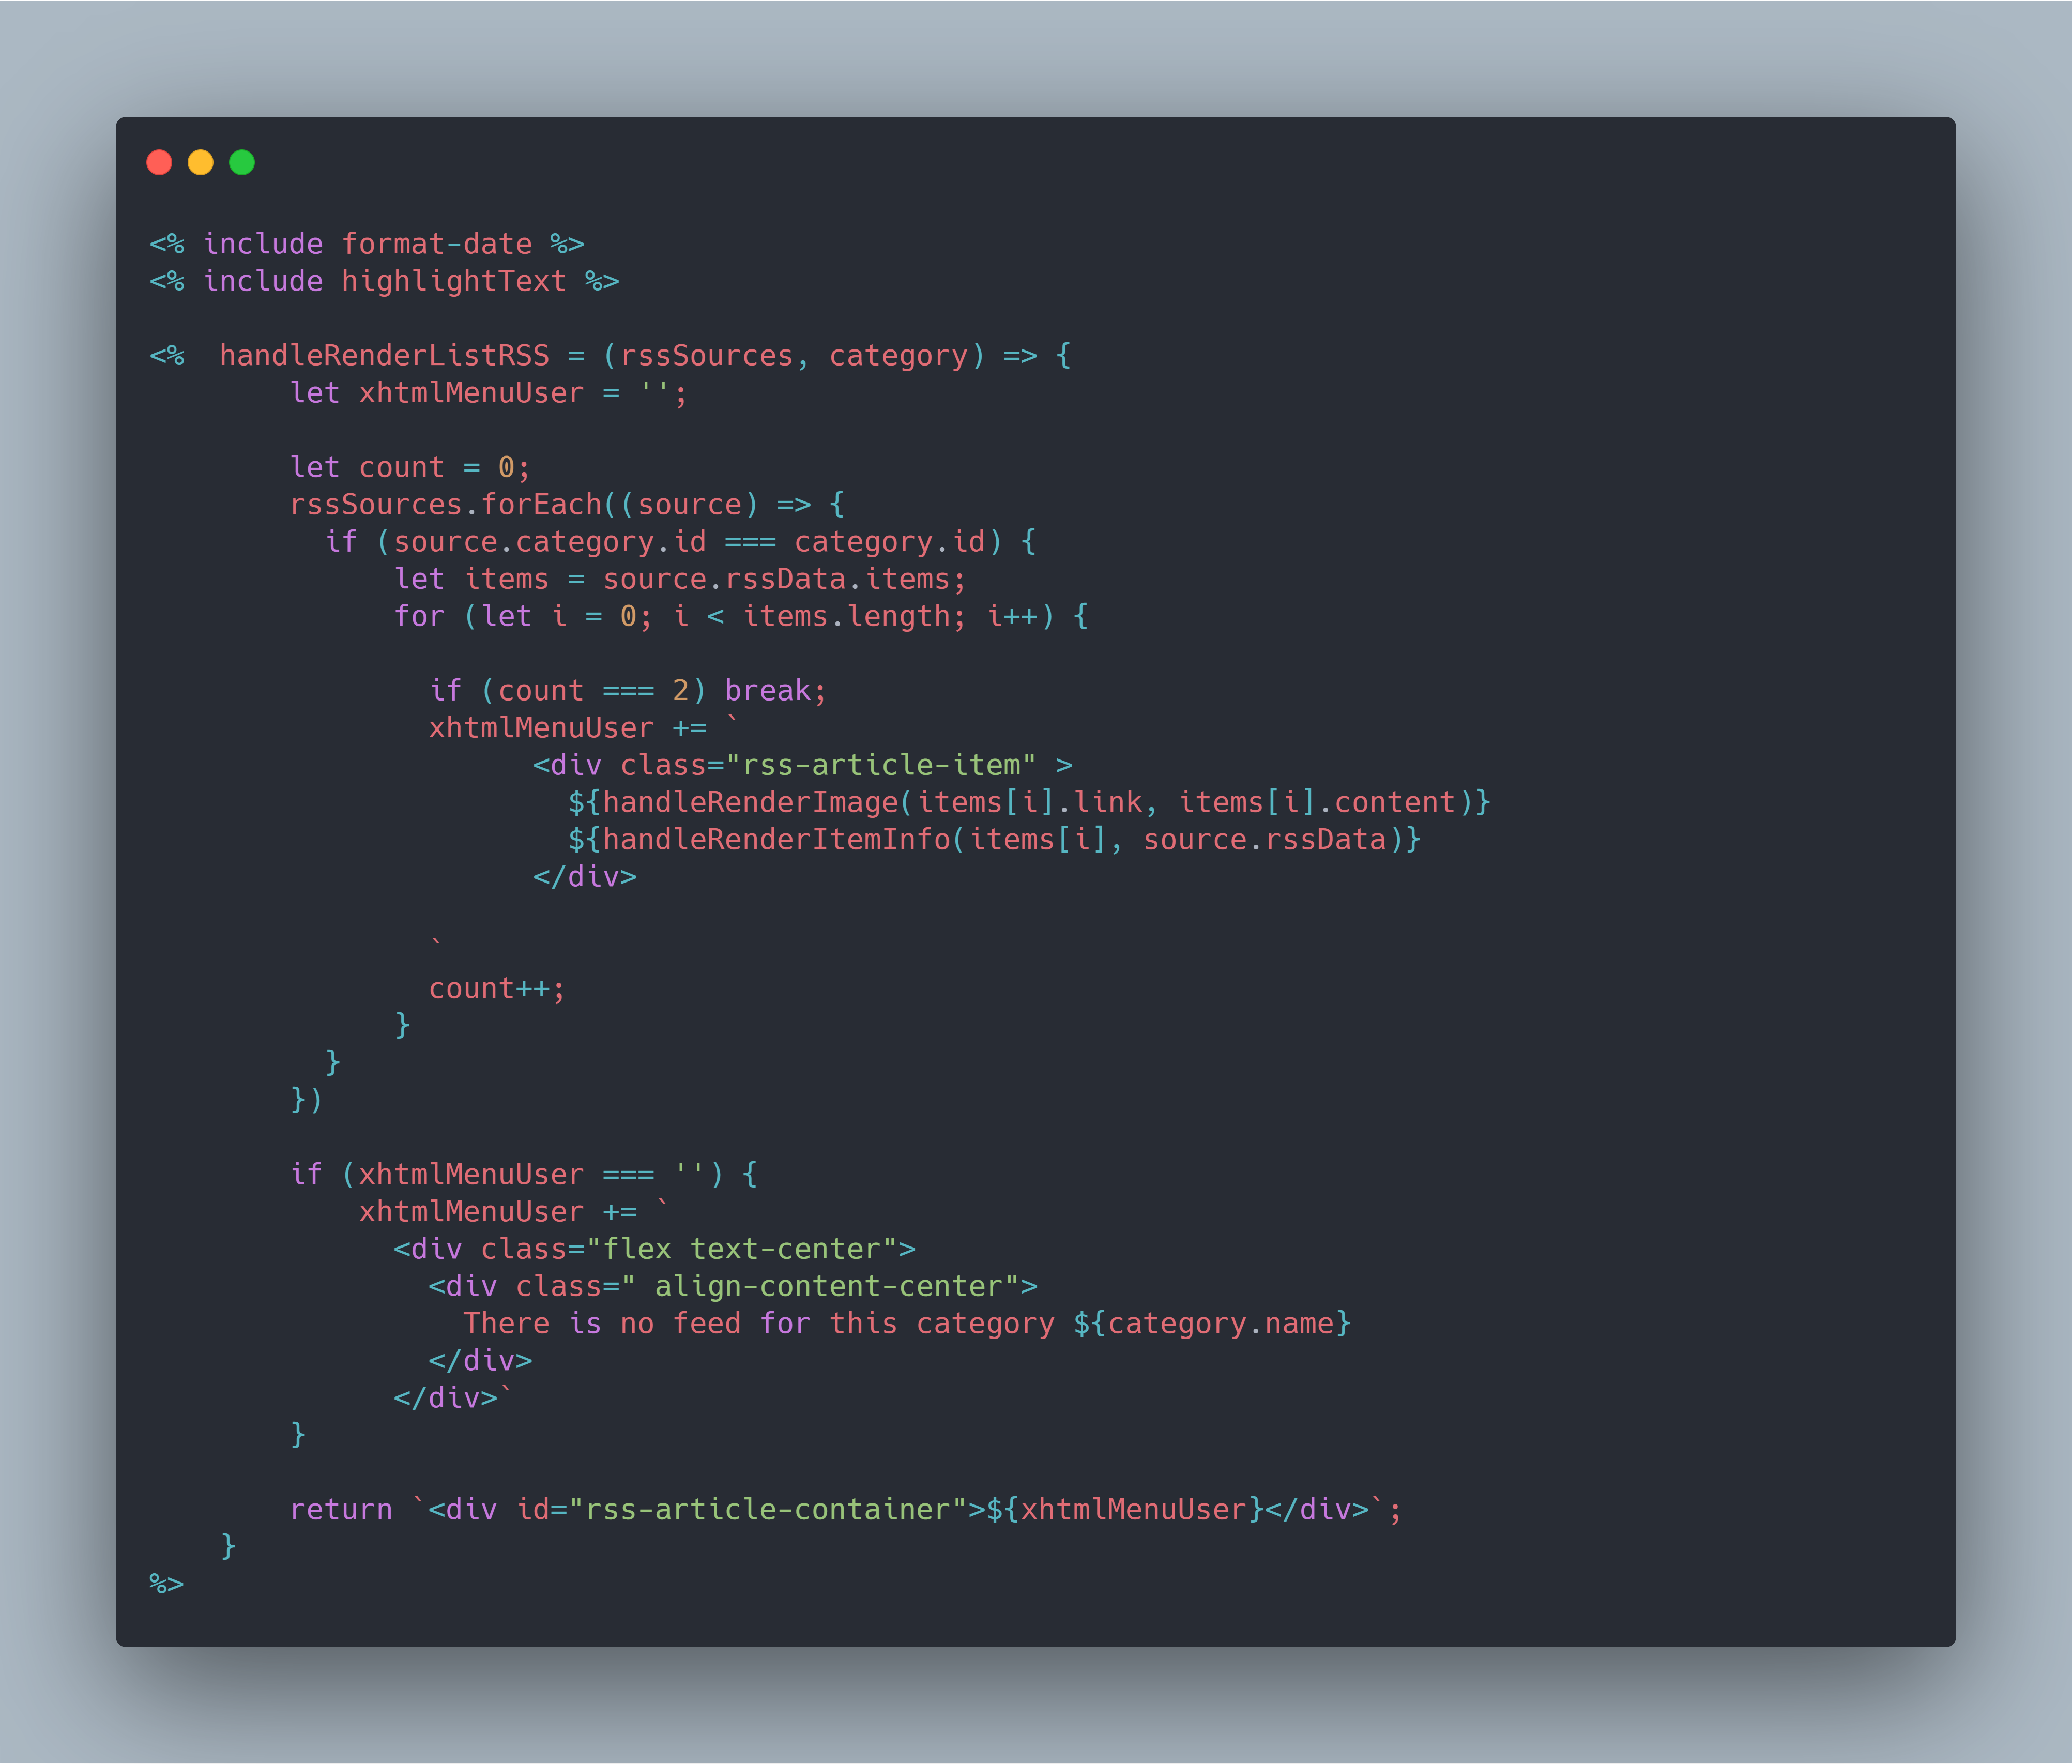 <% include format-date %>
<% include highlightText %>

<%  handleRenderListRSS = (rssSources, category) => {
        let xhtmlMenuUser = '';

        let count = 0;
        rssSources.forEach((source) => {
          if (source.category.id === category.id) {
              let items = source.rssData.items;
              for (let i = 0; i < items.length; i++) {

                if (count === 2) break;
                xhtmlMenuUser += `
                      <div class="rss-article-item" >
                        ${handleRenderImage(items[i].link, items[i].content)}
                        ${handleRenderItemInfo(items[i], source.rssData)}
                      </div>

                `
                count++;
              }
          }
        })

        if (xhtmlMenuUser === '') {
            xhtmlMenuUser += `
              <div class="flex text-center">
                <div class=" align-content-center">
                  There is no feed for this category ${category.name}
                </div>
              </div>`
        }

        return `<div id="rss-article-container">${xhtmlMenuUser}</div>`;
    }
%>